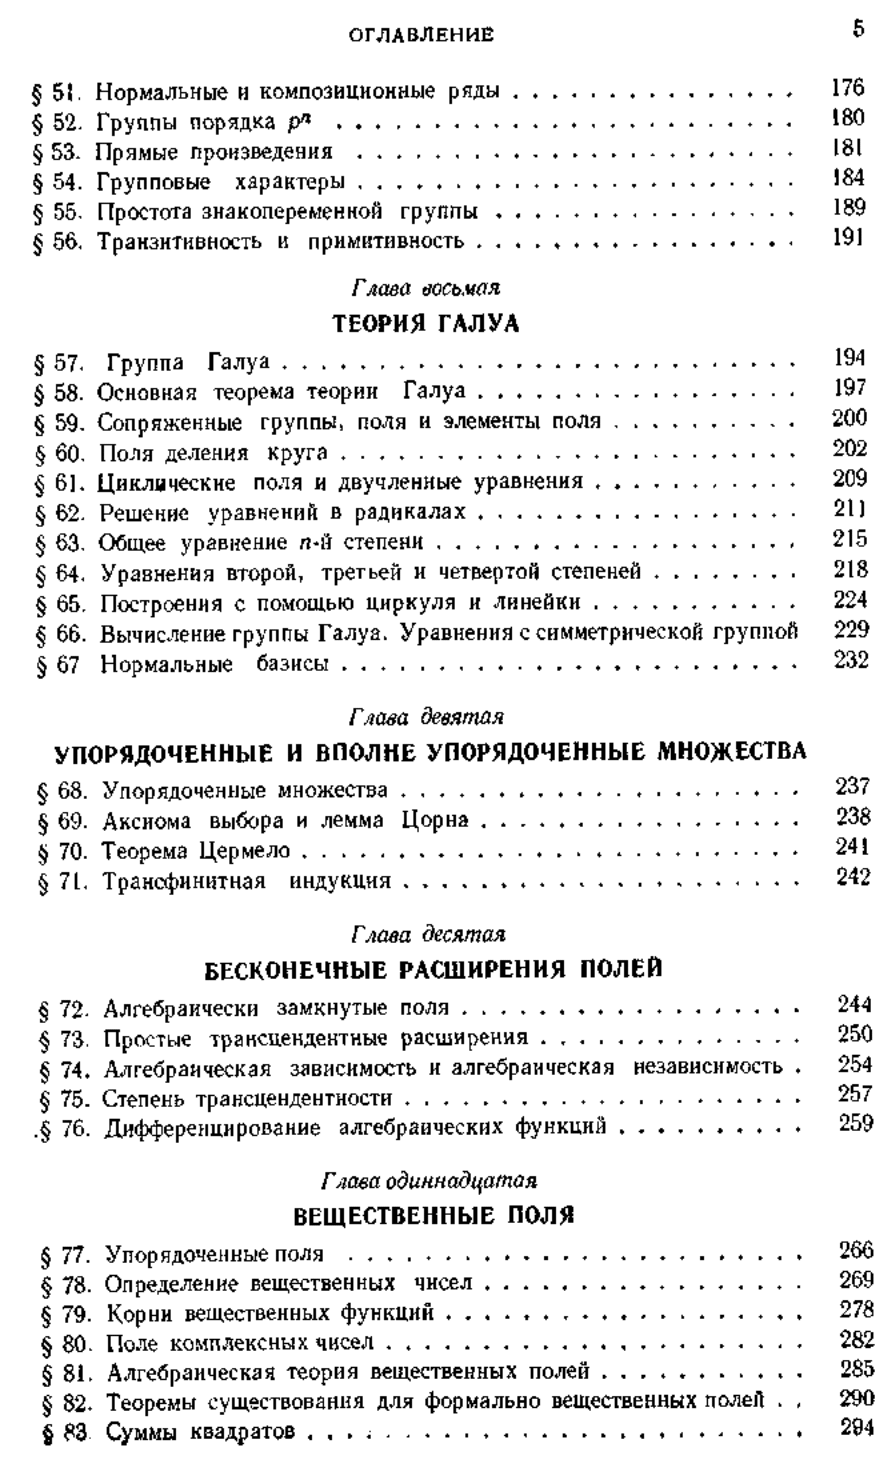 ОГЛАВЛЕНИЕ 5
§ 51. Нормальные и композиционные ряды . . . . . . . . . . . . . . . 176
§ 52. Группы порядка pⁿ . . . . . . . . . . . . . . . . . . . . . . . . 180
§ 53. Прямые произведения . . . . . . . . . . . . . . . . . . . . . . . 181
§ 54. Групповые характеры . . . . . . . . . . . . . . . . . . . . . . . 184
§ 55. Простота знакопеременной группы . . . . . . . . . . . . . . . . 189
§ 56. Транзитивность и примитивность . . . . . . . . . . . . . . . . . 191
Глава восьмая
ТЕОРИЯ ГАЛУА
§ 57. Группа Галуа . . . . . . . . . . . . . . . . . . . . . . . . . . . 194
§ 58. Основная теорема теории Галуа . . . . . . . . . . . . . . . . . 197
§ 59. Сопряженные группы, поля и элементы поля . . . . . . . . . . 200
§ 60. Поля деления круга . . . . . . . . . . . . . . . . . . . . . . . . 202
§ 61. Циклические поля и двучленные уравнения . . . . . . . . . . . 209
§ 62. Решение уравнений в радикалах . . . . . . . . . . . . . . . . . 211
§ 63. Общее уравнение n-й степени . . . . . . . . . . . . . . . . . . . 215
§ 64. Уравнения второй, третьей и четвертой степеней . . . . . . . . 218
§ 65. Построения с помощью циркуля и линейки . . . . . . . . . . . 224
§ 66. Вычисление группы Галуа. Уравнения с симметрической группой 229
§ 67 Нормальные базисы . . . . . . . . . . . . . . . . . . . . . . . . 232
Глава девятая
УПОРЯДОЧЕННЫЕ И ВПОЛНЕ УПОРЯДОЧЕННЫЕ МНОЖЕСТВА
§ 68. Упорядоченные множества . . . . . . . . . . . . . . . . . . . . . 237
§ 69. Аксиома выбора и лемма Цорна . . . . . . . . . . . . . . . . . 238
§ 70. Теорема Цермело . . . . . . . . . . . . . . . . . . . . . . . . . . 241
§ 71. Трансфинитная индукция . . . . . . . . . . . . . . . . . . . . . 242
Глава десятая
БЕСКОНЕЧНЫЕ РАСШИРЕНИЯ ПОЛЕЙ
§ 72. Алгебраически замкнутые поля . . . . . . . . . . . . . . . . . . 244
§ 73. Простые трансцендентные расширения . . . . . . . . . . . . . . 250
§ 74. Алгебраическая зависимость и алгебраическая независимость . 254
§ 75. Степень трансцендентности . . . . . . . . . . . . . . . . . . . . . 257
§ 76. Дифференцирование алгебраических функций . . . . . . . . . . 259
Глава одиннадцатая
ВЕЩЕСТВЕННЫЕ ПОЛЯ
§ 77. Упорядоченные поля . . . . . . . . . . . . . . . . . . . . . . . . 266
§ 78. Определение вещественных чисел . . . . . . . . . . . . . . . . . 269
§ 79. Корни вещественных функций . . . . . . . . . . . . . . . . . . . 278
§ 80. Поле комплексных чисел . . . . . . . . . . . . . . . . . . . . . . 282
§ 81. Алгебраическая теория вещественных полей . . . . . . . . . . . 285
§ 82. Теоремы существования для формально вещественных полей . . 290
§ 83 Суммы квадратов . . . . . . . . . . . . . . . . . . . . . . . . . . 294